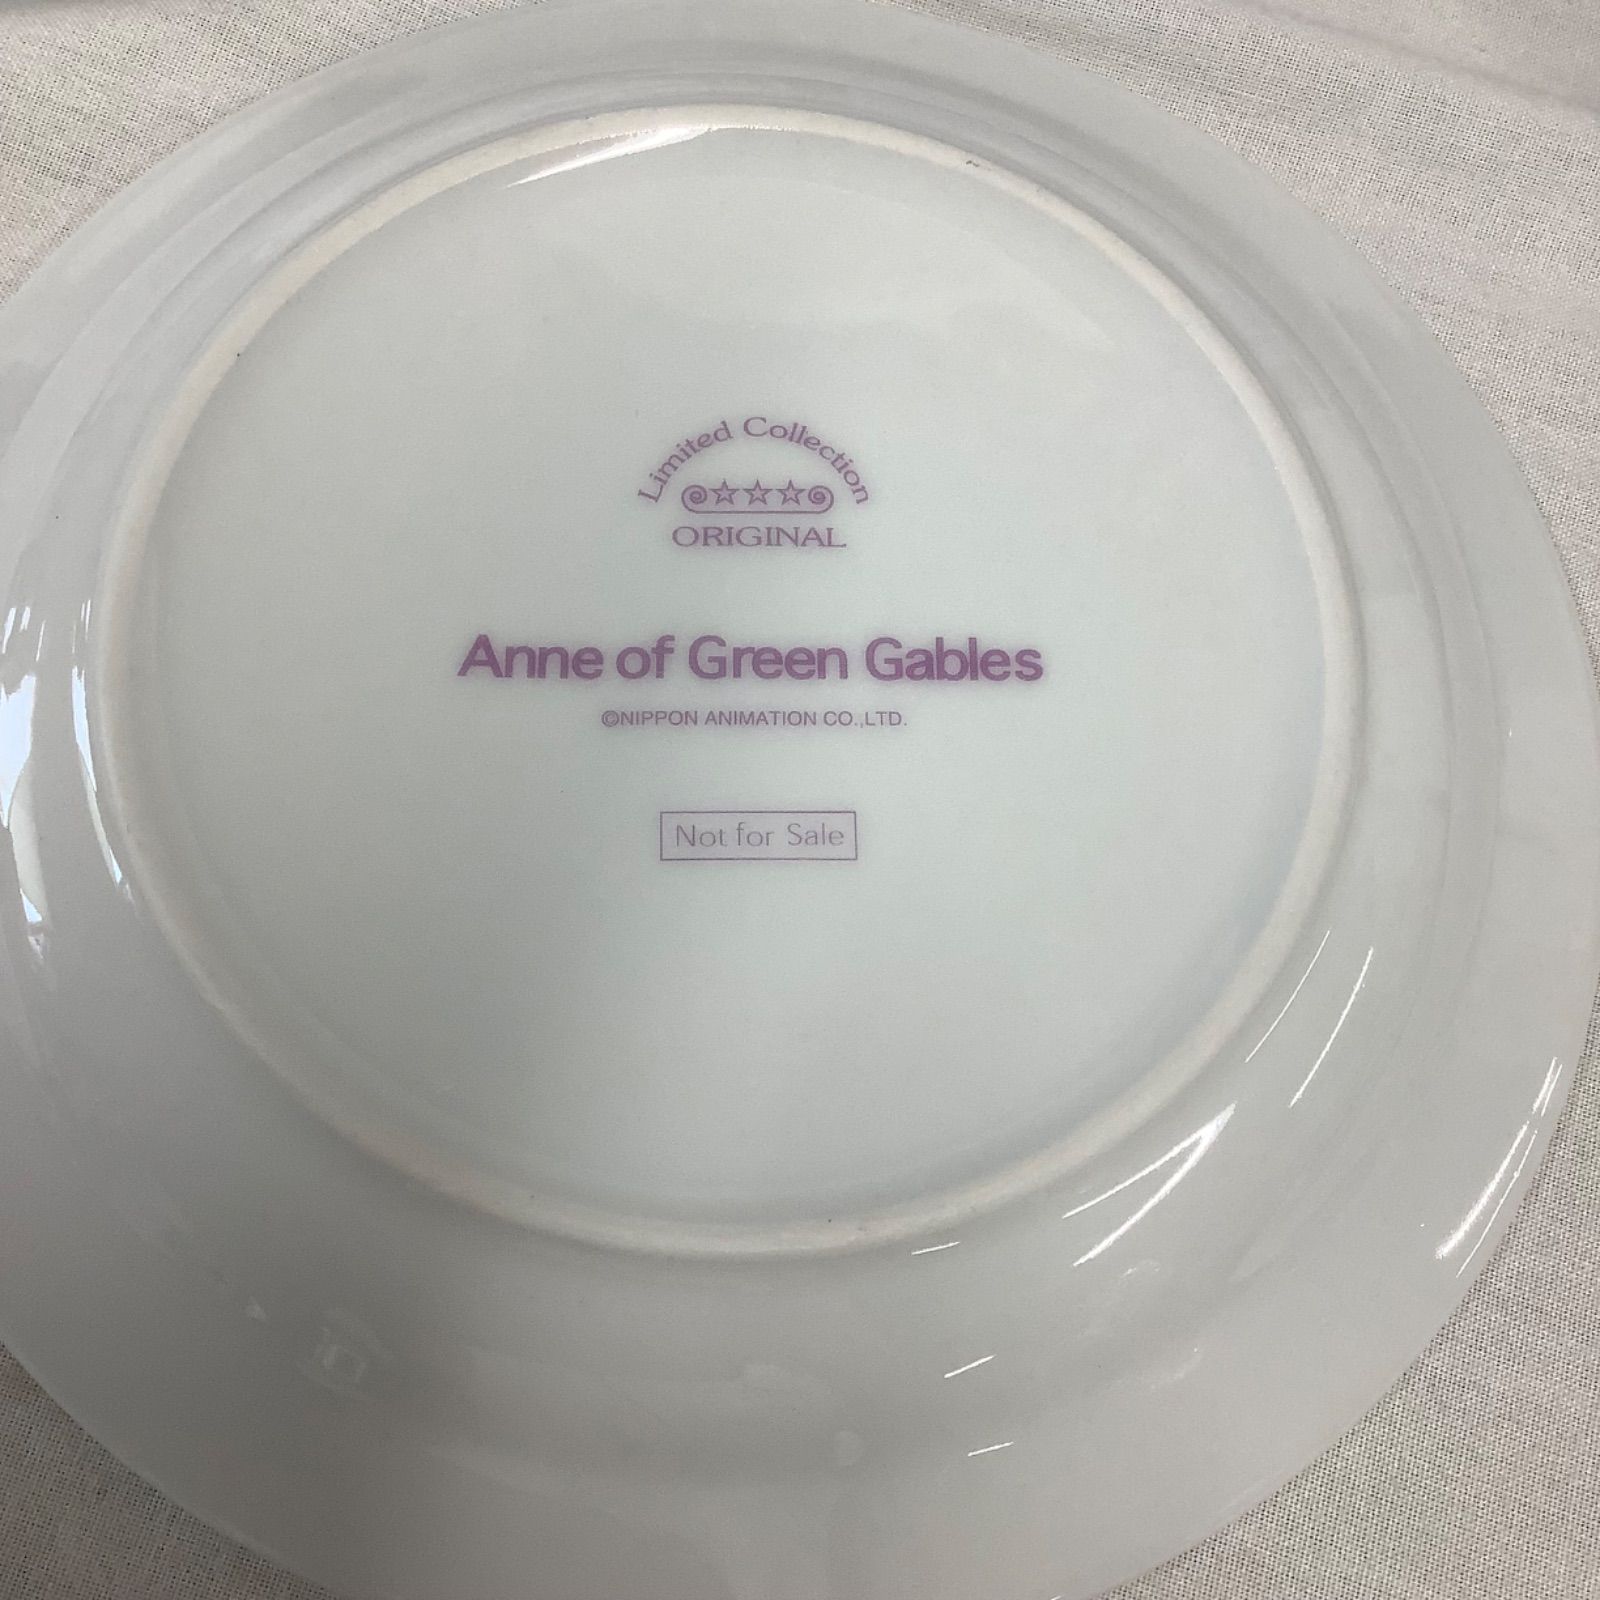 Limited Collection
ORIGINAL
Anne of Green Gables
©NIPPON ANIMATION CO.,LTD.
Not for Sale